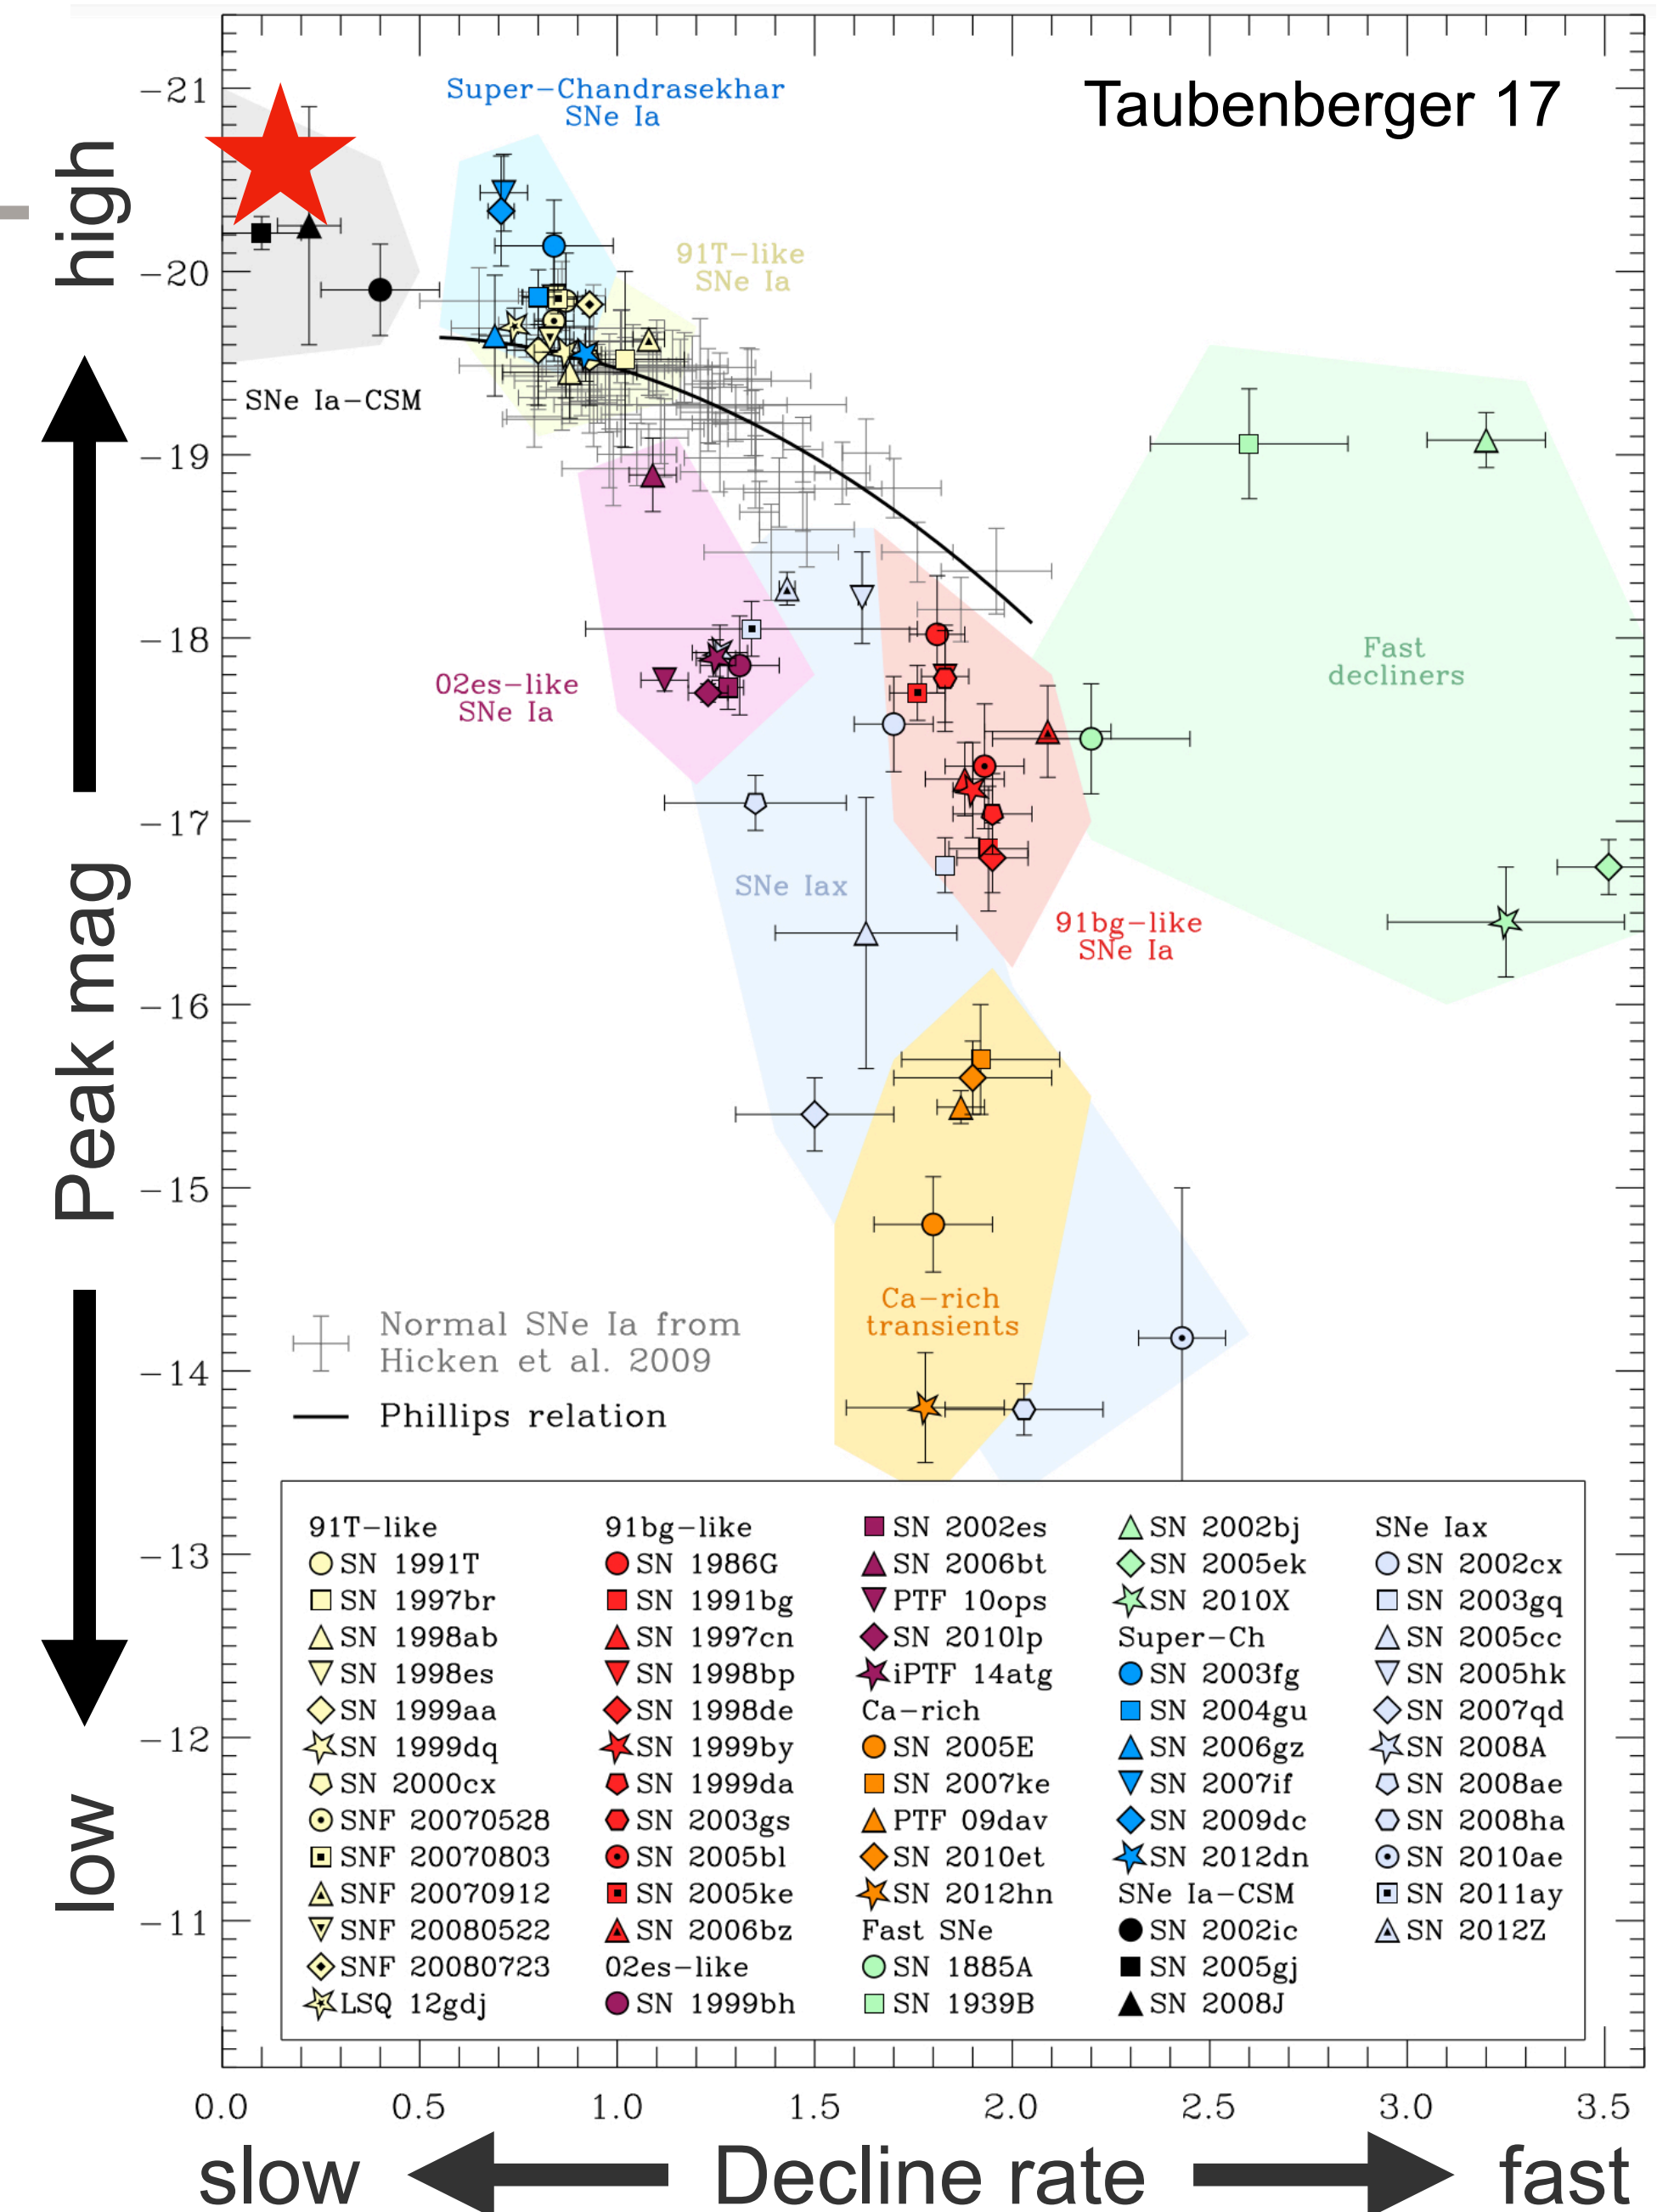 Taubenberger 17
−21
−20
−19
−18
−17
−16
−15
−14
−13
−12
−11
high
Peak mag
low
Super−Chandrasekhar
SNe Ia
91T−like
SNe Ia
SNe Ia−CSM
02es−like
SNe Ia
Fast
decliners
SNe Iax
91bg−like
SNe Ia
Ca−rich
transients
Normal SNe Ia from
Hicken et al. 2009
Phillips relation
91T−like
SN 1991T
SN 1997br
SN 1998ab
SN 1998es
SN 1999aa
SN 1999dq
SN 2000cx
SNF 20070528
SNF 20070803
SNF 20070912
SNF 20080522
SNF 20080723
LSQ 12gdj
91bg−like
SN 1986G
SN 1991bg
SN 1997cn
SN 1998bp
SN 1998de
SN 1999by
SN 1999da
SN 2003gs
SN 2005bl
SN 2005ke
SN 2006bz
02es−like
SN 1999bh
SN 2002es
SN 2006bt
PTF 10ops
SN 2010lp
iPTF 14atg
Ca−rich
SN 2005E
SN 2007ke
PTF 09dav
SN 2010et
SN 2012hn
Fast SNe
SN 1885A
SN 1939B
SN 2002bj
SN 2005ek
SN 2010X
Super−Ch
SN 2003fg
SN 2004gu
SN 2006gz
SN 2007if
SN 2009dc
SN 2012dn
SNe Ia−CSM
SN 2002ic
SN 2005gj
SN 2008J
SNe Iax
SN 2002cx
SN 2003gq
SN 2005cc
SN 2005hk
SN 2007qd
SN 2008A
SN 2008ae
SN 2008ha
SN 2010ae
SN 2011ay
SN 2012Z
0.0 0.5 1.0 1.5 2.0 2.5 3.0 3.5
slow Decline rate fast